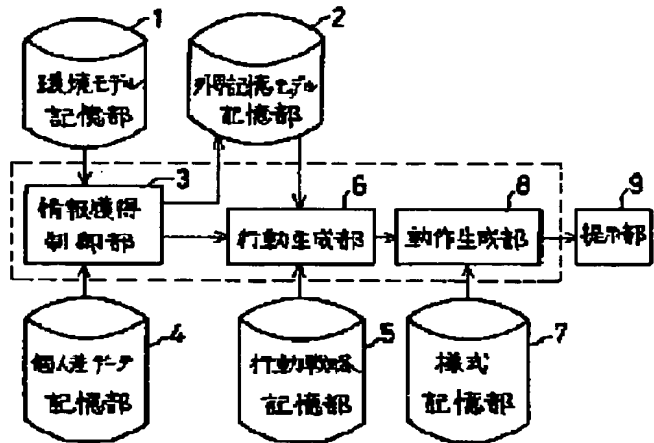 1
2
環境モデル
記憶部
外界記憶モデル
記憶部
3
6
8
9
情報獲得
制御部
行動生成部
動作生成部
提示部
4
5
7
個人差データ
記憶部
行動戦略
記憶部
様式
記憶部